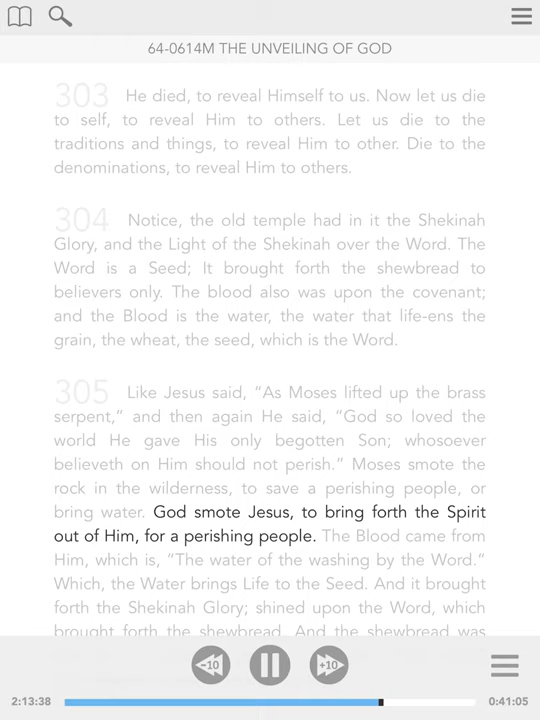 64-0614M THE UNVEILING OF GOD
303 He died, to reveal Himself to us. Now let us die
to self, to reveal Him to others. Let us die to the
traditions and things, to reveal Him to other. Die to the
denominations, to reveal Him to others.
304 Notice, the old temple had in it the Shekinah
Glory, and the Light of the Shekinah over the Word. The
Word is a Seed; It brought forth the shewbread to
believers only. The blood also was upon the covenant;
and the Blood is the water, the water that life-ens the
grain, the wheat, the seed, which is the Word.
305 Like Jesus said, “As Moses lifted up the brass
serpent,” and then again He said, “God so loved the
world He gave His only begotten Son; whosoever
believeth on Him should not perish.” Moses smote the
rock in the wilderness, to save a perishing people, or
bring water. God smote Jesus, to bring forth the Spirit
out of Him, for a perishing people. The Blood came from
Him, which is, “The water of the washing by the Word.”
Which, the Water brings Life to the Seed. And it brought
forth the Shekinah Glory; shined upon the Word, which
brought forth the shewbread. And the shewbread was
-10 +10
2:13:38 0:41:05